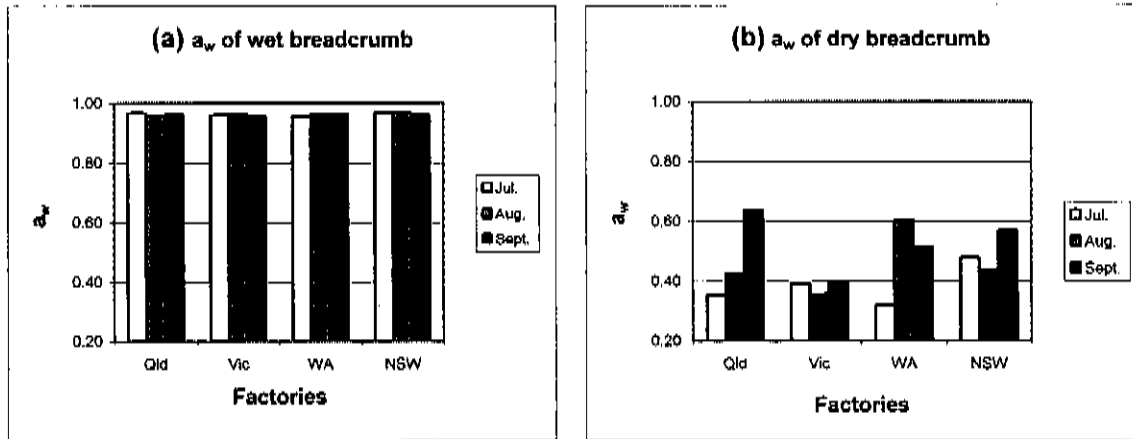 (a) aw of wet breadcrumb
aw
1.00
0.80
0.60
0.40
0.20
Qld Vic WA NSW
Factories
Jul.
Aug.
Sept.
(b) aw of dry breadcrumb
aw
1.00
0.80
0.60
0.40
0.20
Qld Vic WA NSW
Factories
Jul.
Aug.
Sept.